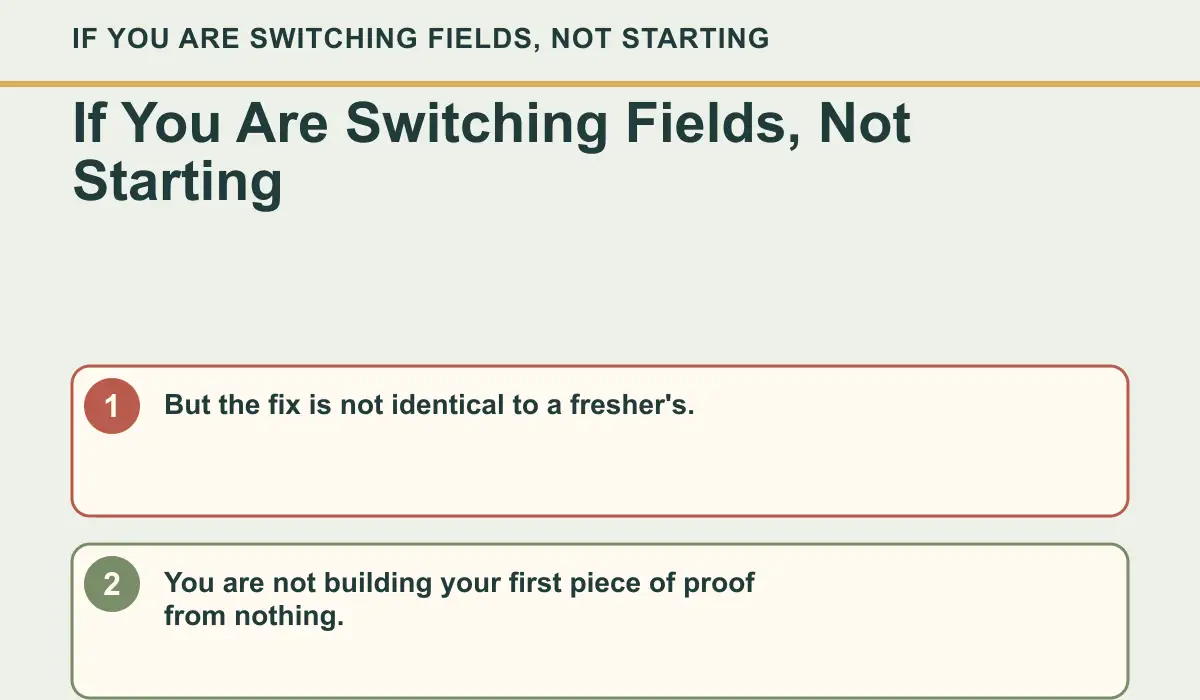 IF YOU ARE SWITCHING FIELDS, NOT STARTING
If You Are Switching Fields, Not
Starting
1
But the fix is not identical to a fresher's.
2
You are not building your first piece of proof
from nothing.